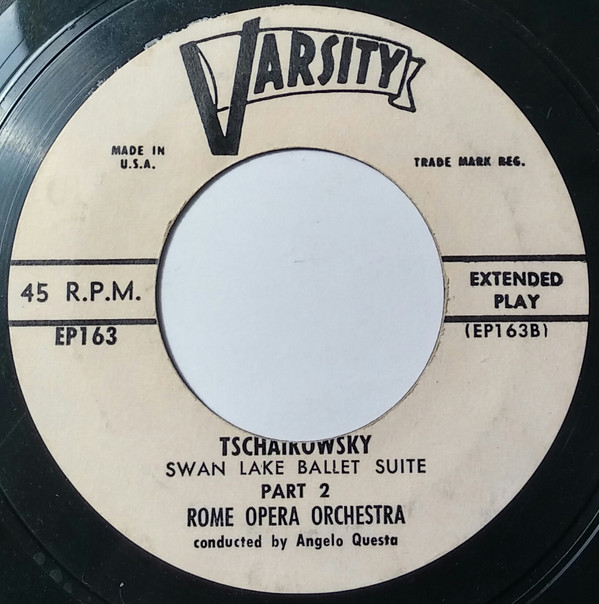 VARSITY
MADE IN
U.S.A.
TRADE MARK REG.
45 R.P.M.
EP163
EXTENDED
PLAY
(EP163B)
TSCHAIKOWSKY
SWAN LAKE BALLET SUITE
PART 2
ROME OPERA ORCHESTRA
conducted by Angelo Questa